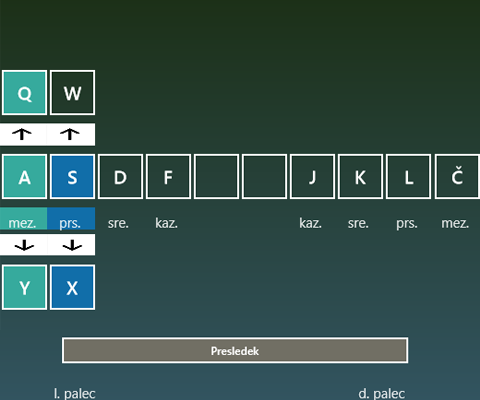 Q W
A S D F J K L Č
mez. prs. sre. kaz. kaz. sre. prs. mez.
Y X
Presledek
l. palec d. palec